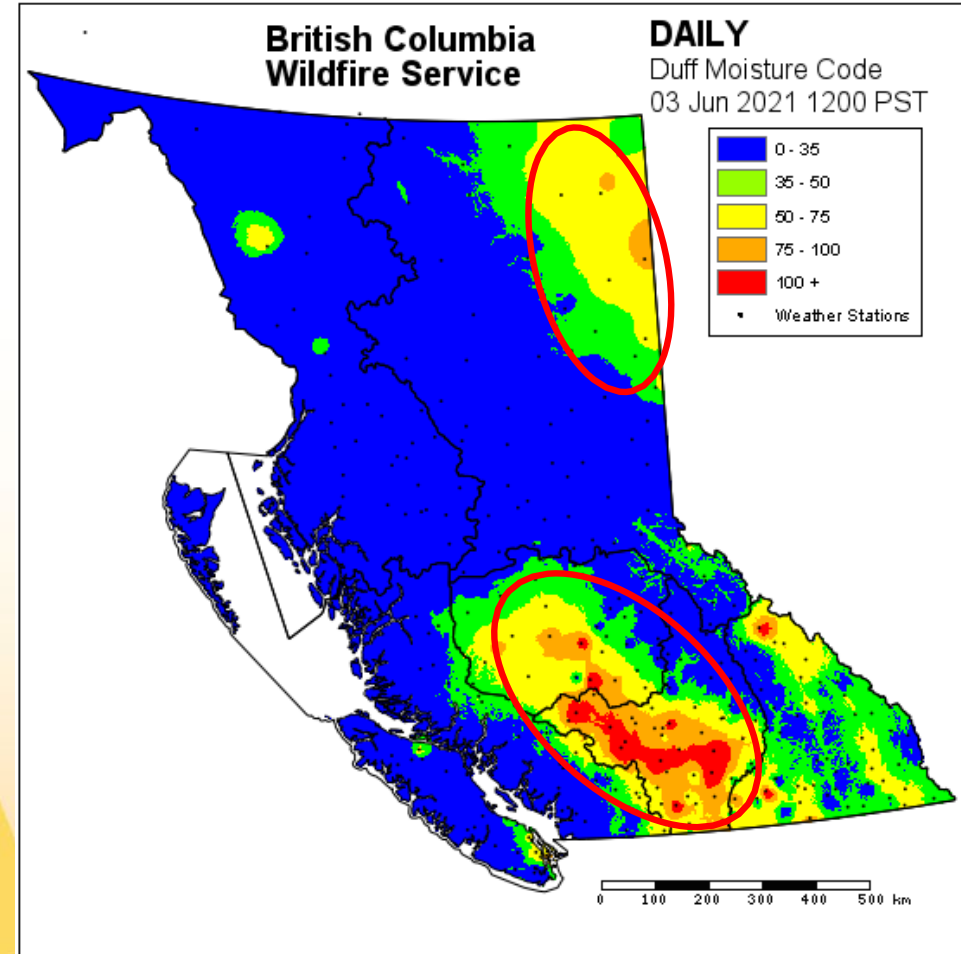 British Columbia
Wildfire Service
DAILY
Duff Moisture Code
03 Jun 2021 1200 PST
0 - 35
35 - 50
50 - 75
75 - 100
100 +
Weather Stations
0 100 200 300 400 500 km